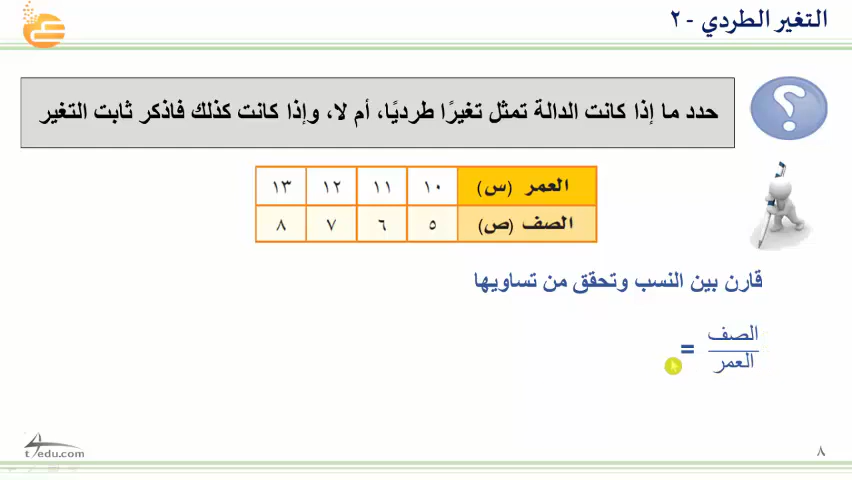 التغير الطردي - ٢
حدد ما إذا كانت الدالة تمثل تغيرًا طرديًا، أم لا، وإذا كانت كذلك فاذكر ثابت التغير
العمر (س) ١٠ ١١ ١٢ ١٣
الصف (ص) ٥ ٦ ٧ ٨
قارن بين النسب وتحقق من تساويها
الصف
=
العمر
t4edu.com
٨